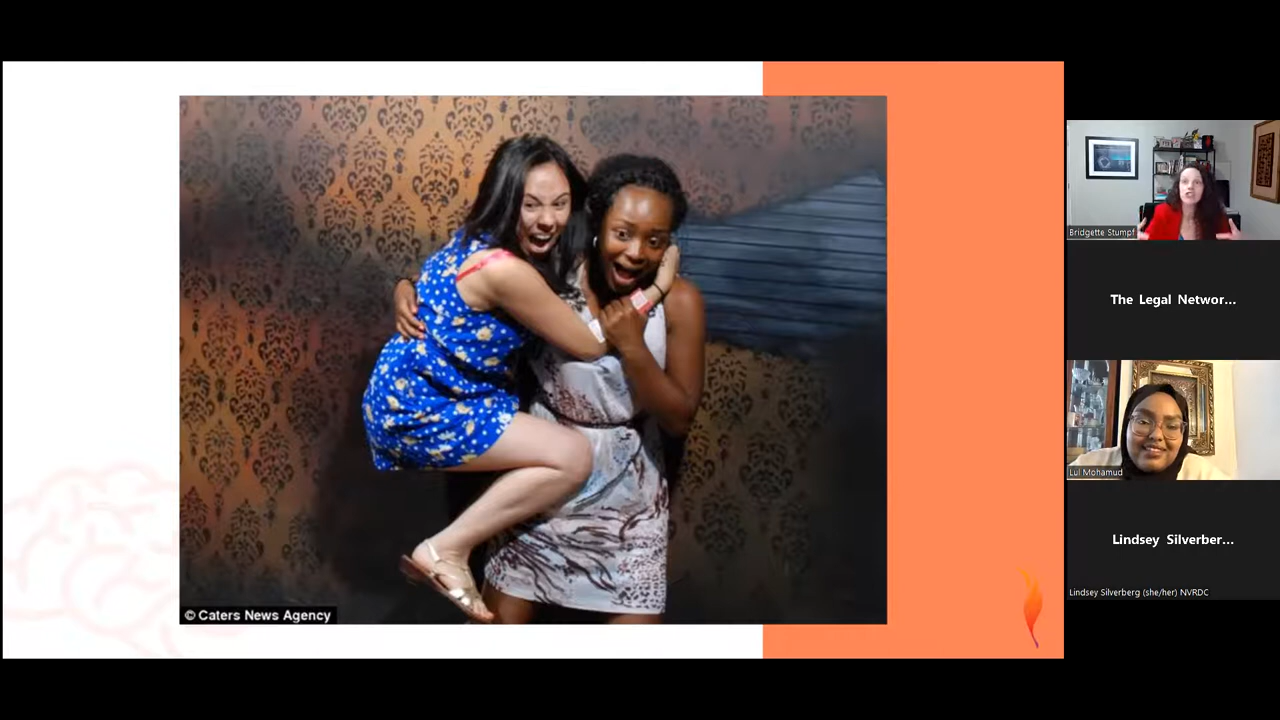 © Caters News Agency
Bridgette Stumpf
The Legal Networ...
Lul Mohamud
Lindsey Silverber...
Lindsey Silverberg (she/her) NVRDC